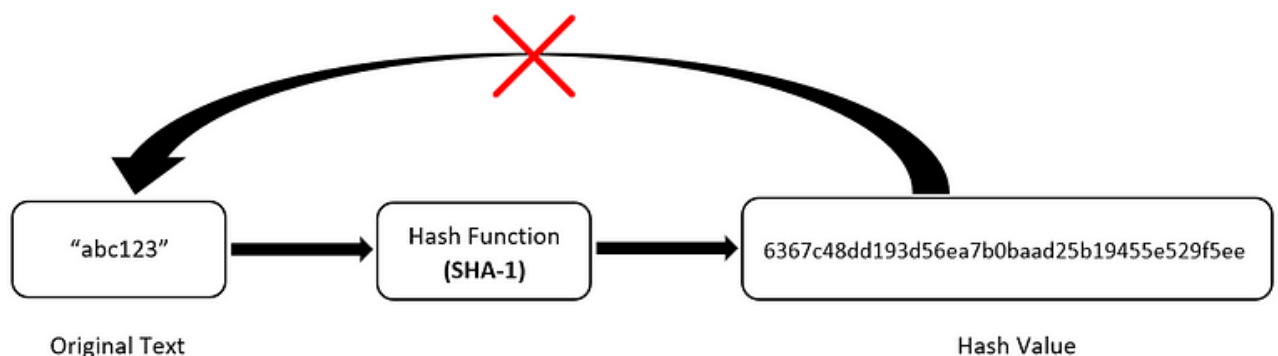 “abc123”
Hash Function
(SHA-1)
6367c48dd193d56ea7b0baad25b19455e529f5ee
Original Text
Hash Value